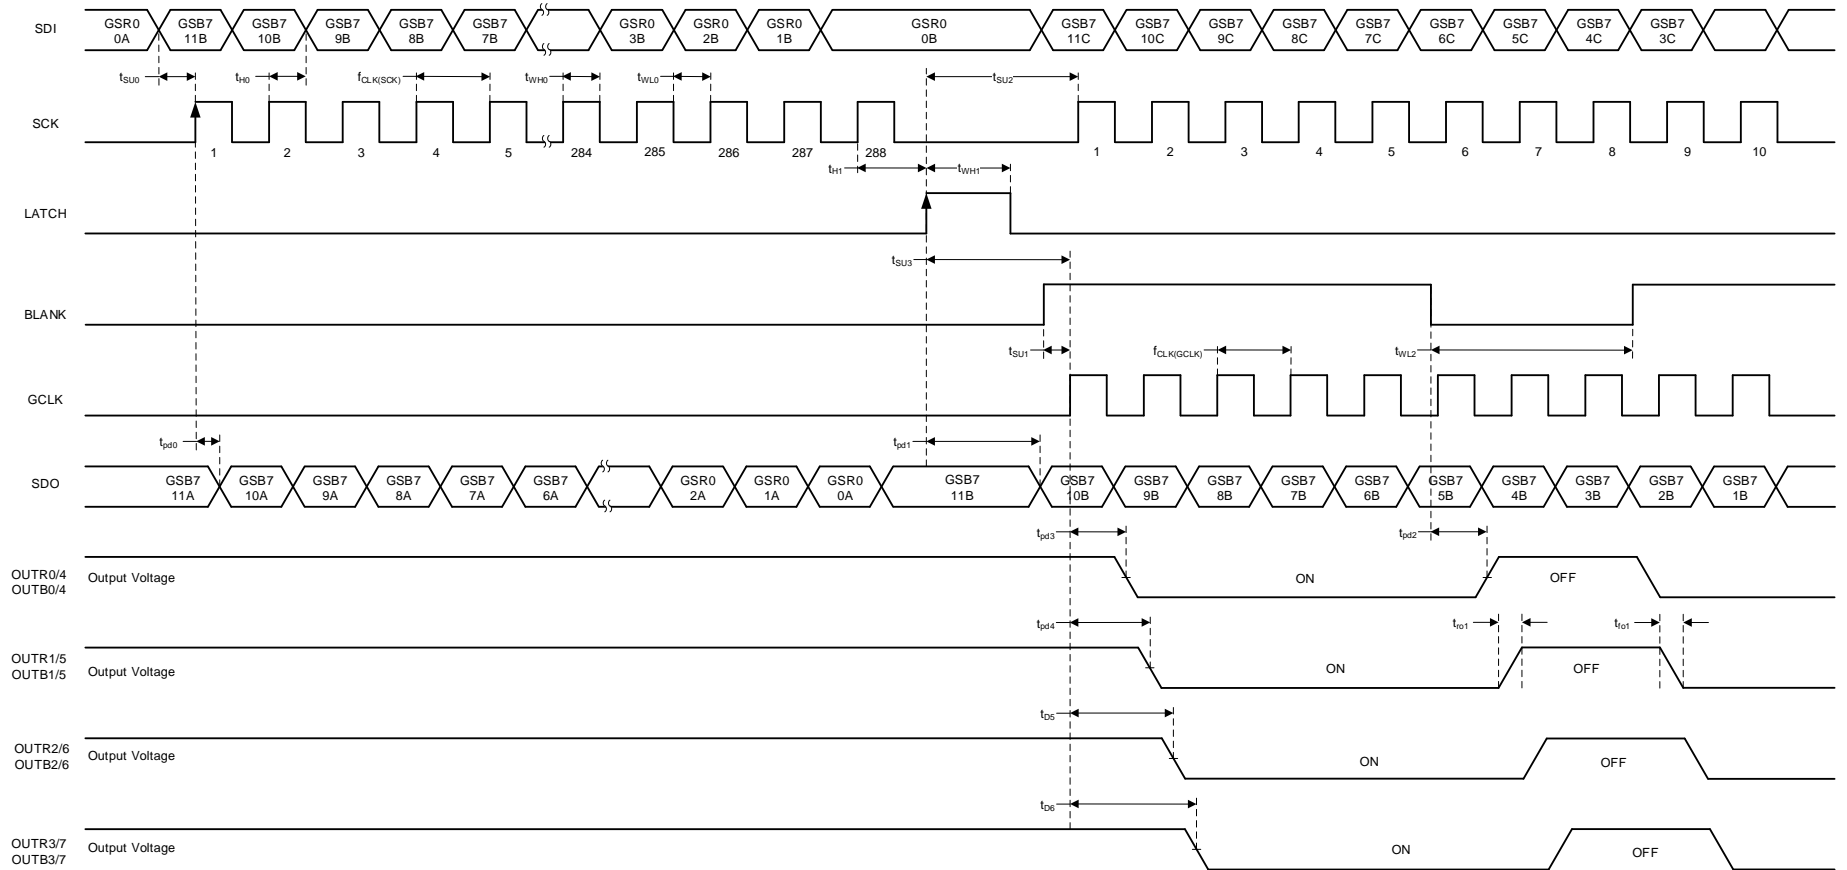 SDI
GSR0 0A
GSB7 11B
GSB7 10B
GSB7 9B
GSB7 8B
GSB7 7B
GSR0 3B
GSR0 2B
GSR0 1B
GSR0 0B
GSB7 11C
GSB7 10C
GSB7 9C
GSB7 8C
GSB7 7C
GSB7 6C
GSB7 5C
GSB7 4C
GSB7 3C
tSU0
tH0
fCLK(SCK)
tWH0
tWL0
tSU2
SCK
1 2 3 4 5 284 285 286 287 288 1 2 3 4 5 6 7 8 9 10
tH1
tWH1
LATCH
tSU3
BLANK
tSU1
fCLK(GCLK)
tWL2
GCLK
tpd0
tpd1
SDO
GSB7 11A
GSB7 10A
GSB7 9A
GSB7 8A
GSB7 7A
GSB7 6A
GSR0 2A
GSR0 1A
GSR0 0A
GSB7 11B
GSB7 10B
GSB7 9B
GSB7 8B
GSB7 7B
GSB7 6B
GSB7 5B
GSB7 4B
GSB7 3B
GSB7 2B
GSB7 1B
tpd3
tpd2
OUTR0/4
OUTB0/4
Output Voltage
ON
OFF
tpd4
tro1
tfo1
OUTR1/5
OUTB1/5
Output Voltage
ON
OFF
tD5
OUTR2/6
OUTB2/6
Output Voltage
ON
OFF
tD6
OUTR3/7
OUTB3/7
Output Voltage
ON
OFF